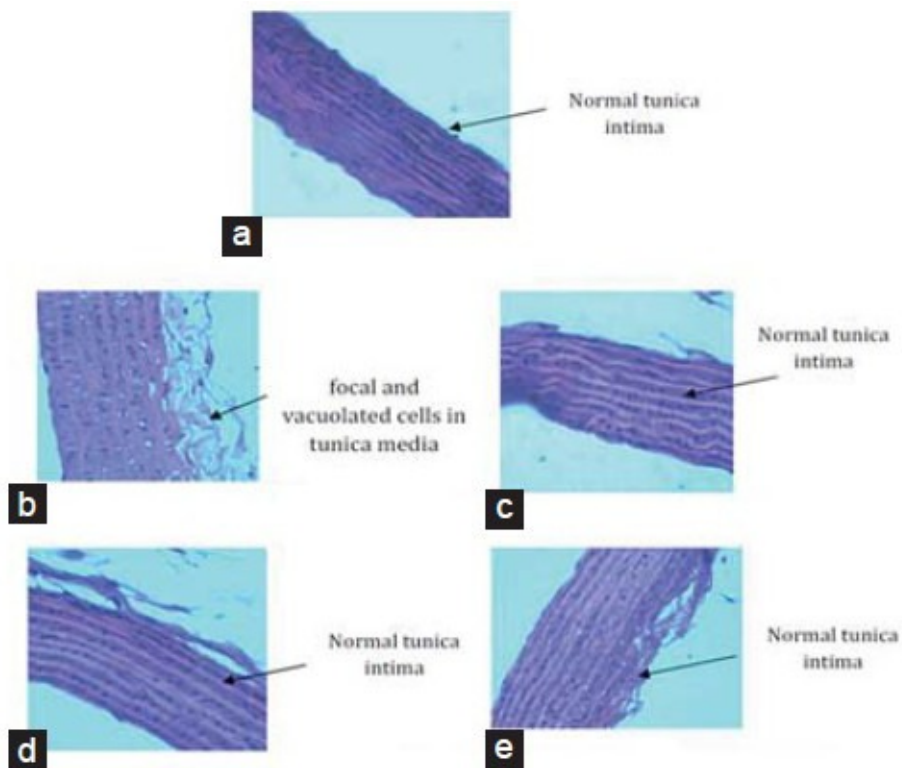 Normal tunica
intima
a
focal and
vacuolated cells in
tunica media
b
Normal tunica
intima
c
Normal tunica
intima
d
Normal tunica
intima
e